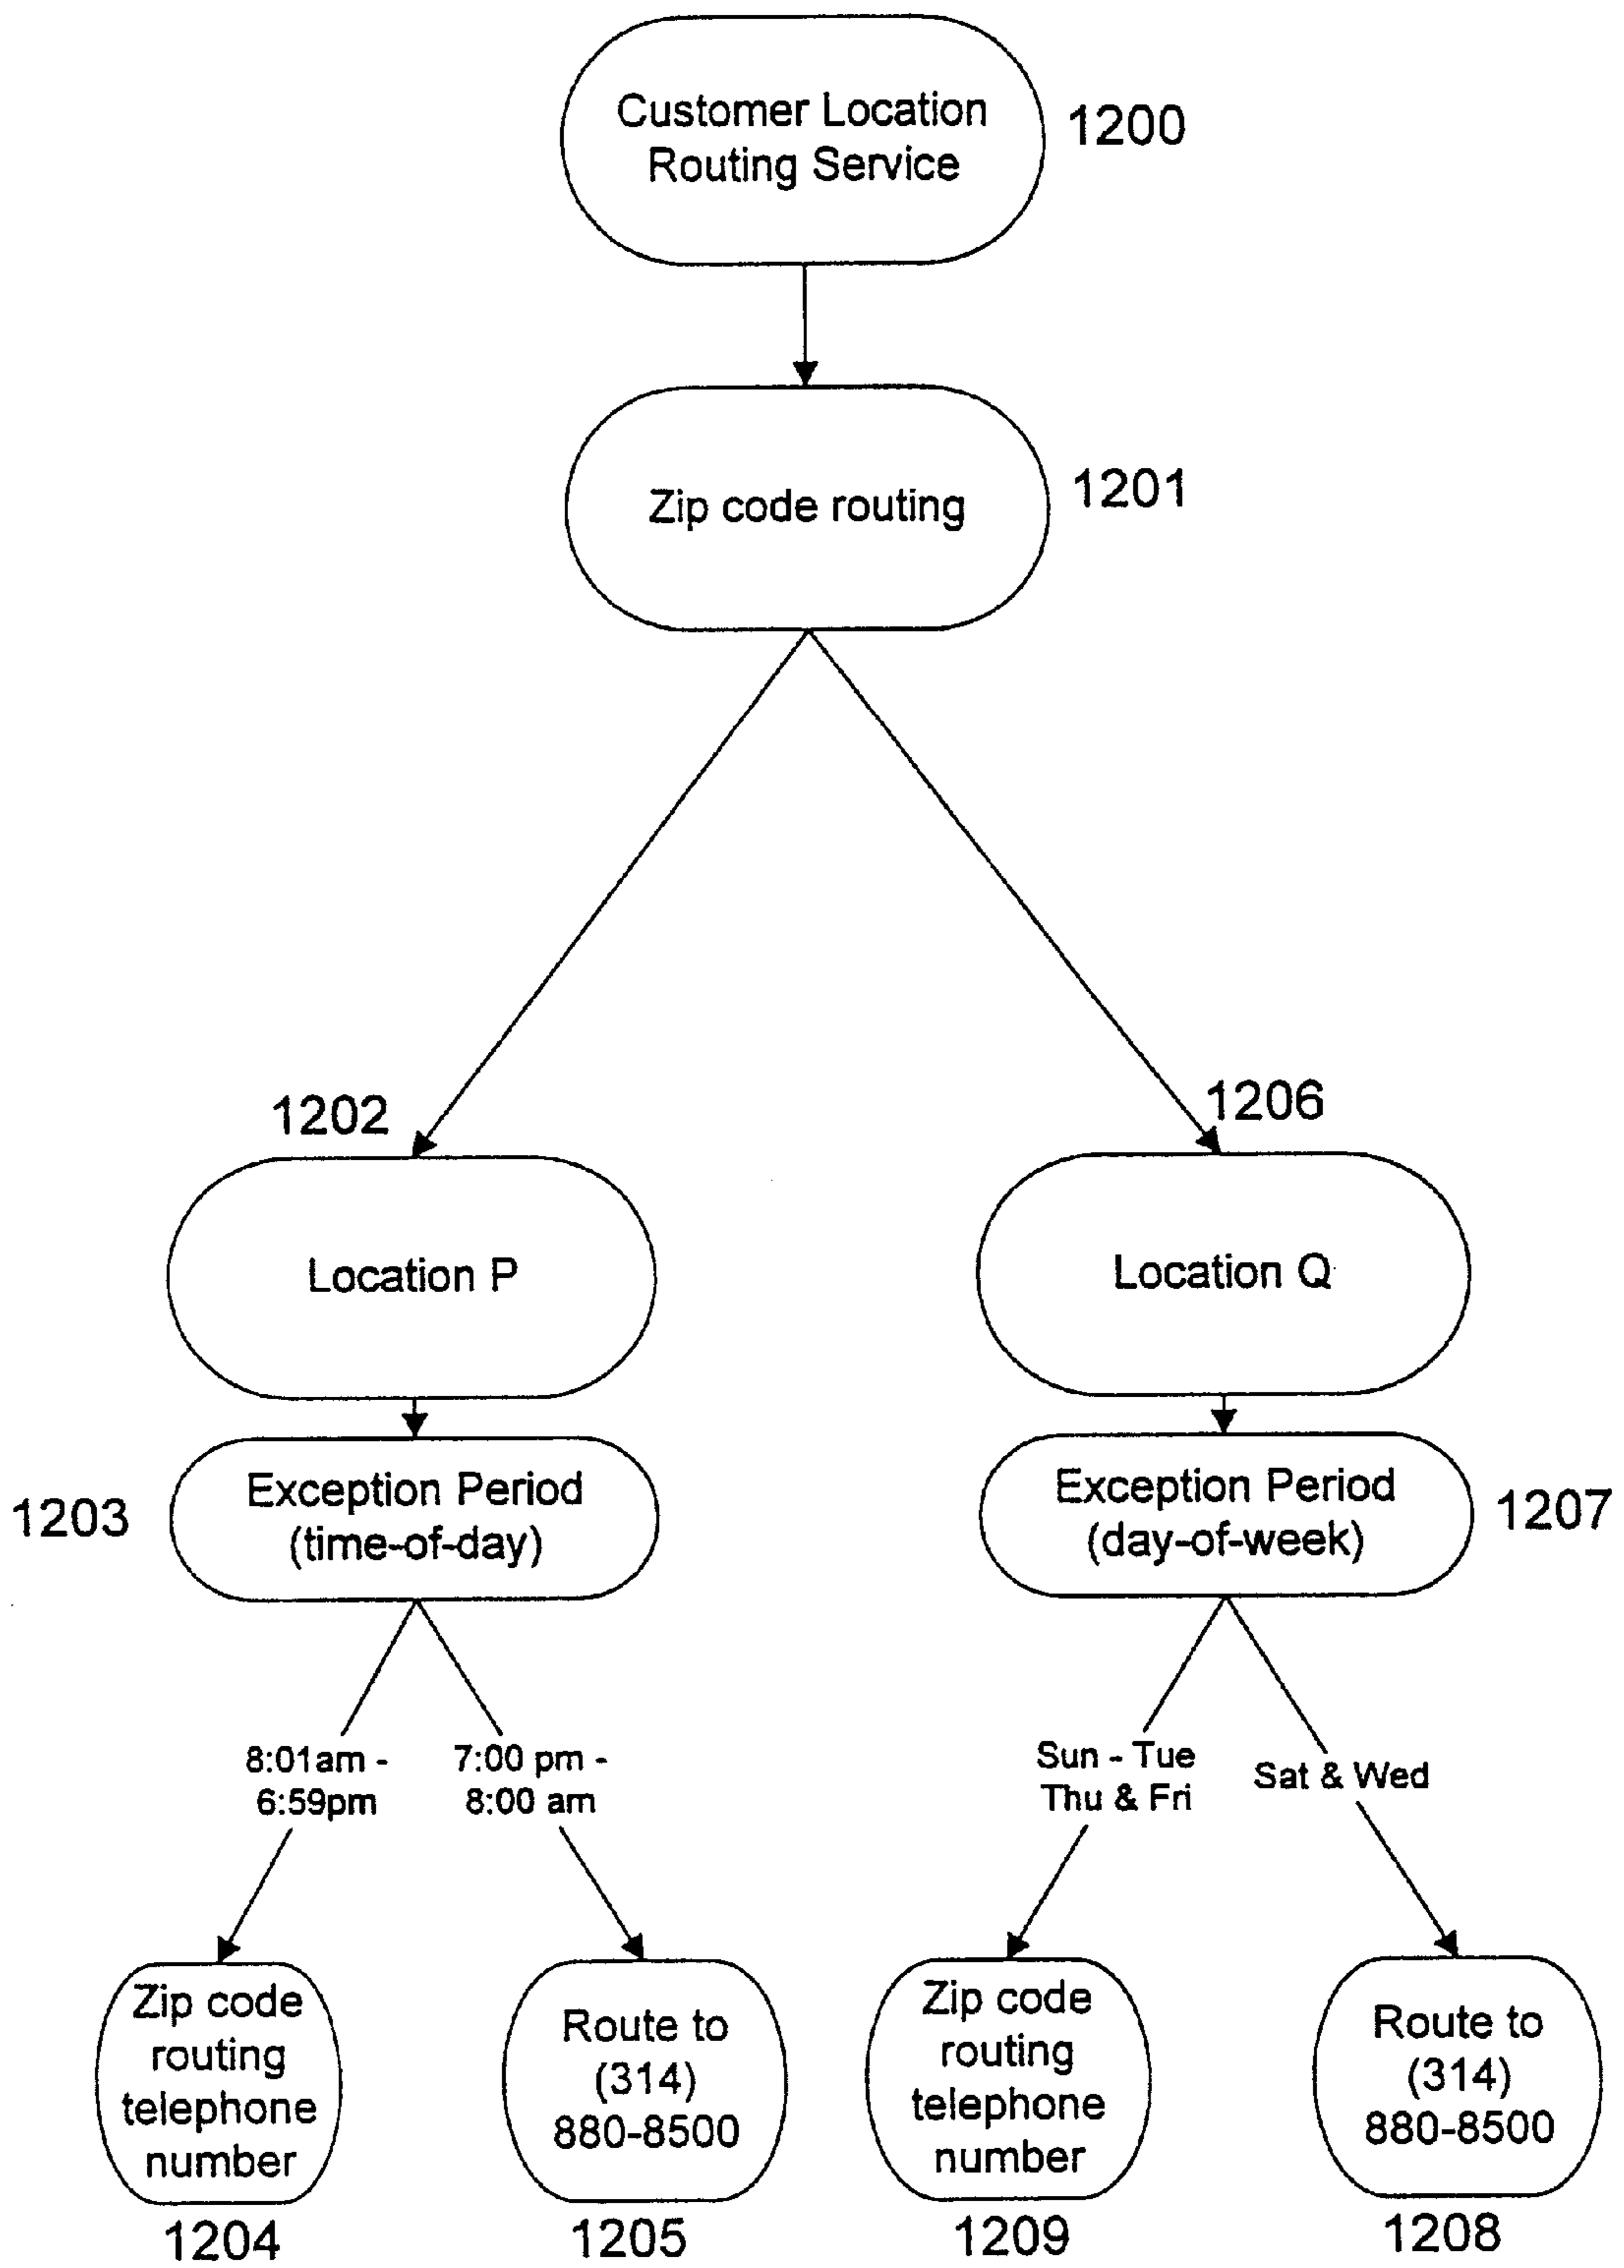 Customer Location
Routing Service
1200
Zip code routing
1201
1202
1206
Location P
Location Q
1203
Exception Period
(time-of-day)
Exception Period
(day-of-week)
1207
8:01am -
6:59pm
7:00 pm -
8:00 am
Sun - Tue
Thu & Fri
Sat & Wed
Zip code
routing
telephone
number
Route to
(314)
880-8500
Zip code
routing
telephone
number
Route to
(314)
880-8500
1204
1205
1209
1208